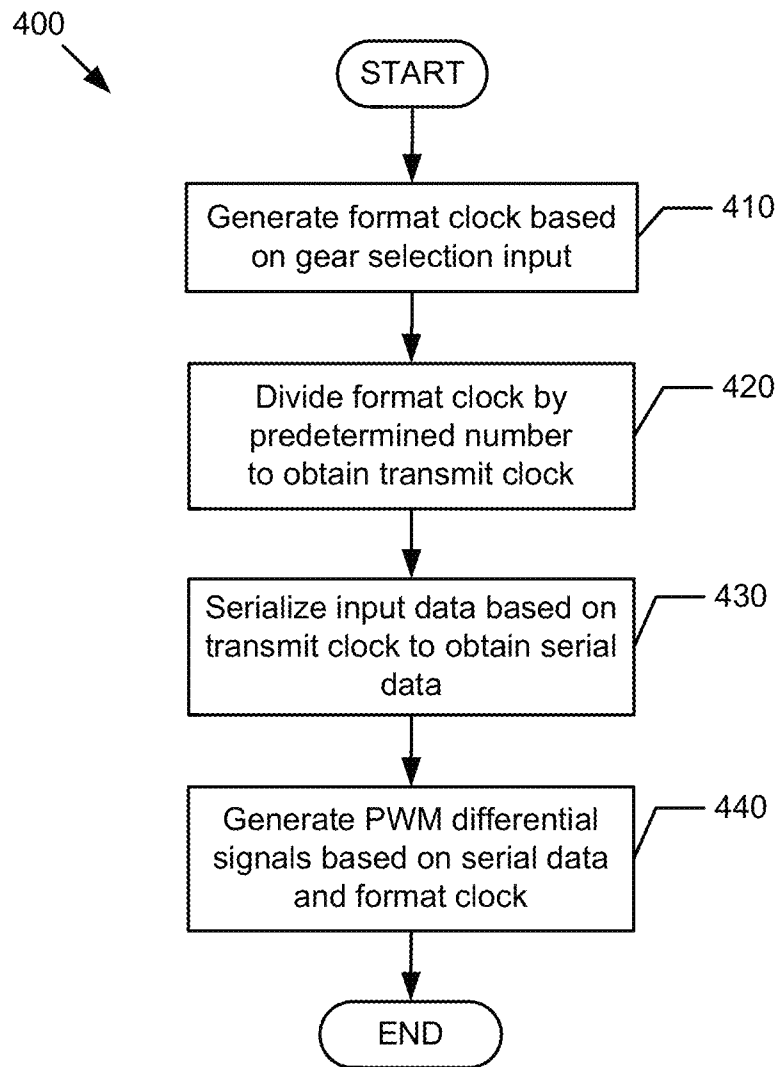 400
START
Generate format clock based
on gear selection input
410
Divide format clock by
predetermined number
to obtain transmit clock
420
Serialize input data based on
transmit clock to obtain serial
data
430
Generate PWM differential
signals based on serial data
and format clock
440
END